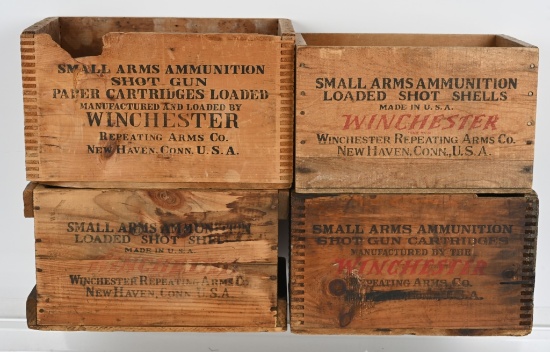 SMALL ARMS AMMUNITION
SHOT GUN
PAPER CARTRIDGES LOADED
MANUFACTURED AND LOADED BY
WINCHESTER
REPEATING ARMS CO.
NEW HAVEN, CONN. U.S.A.
SMALL ARMS AMMUNITION
LOADED SHOT SHELLS
MADE IN U.S.A.
WINCHESTER
WINCHESTER REPEATING ARMS CO.
NEW HAVEN, CONN., U.S.A.
SMALL ARMS AMMUNITION
LOADED SHOT SHELLS
MADE IN U.S.A.
WINCHESTER REPEATING ARMS CO.
NEW HAVEN, CONN. U.S.A.
SMALL ARMS AMMUNITION
SHOT GUN CARTRIDGES
MANUFACTURED BY THE
WINCHESTER
REPEATING ARMS CO.
U.S.A.